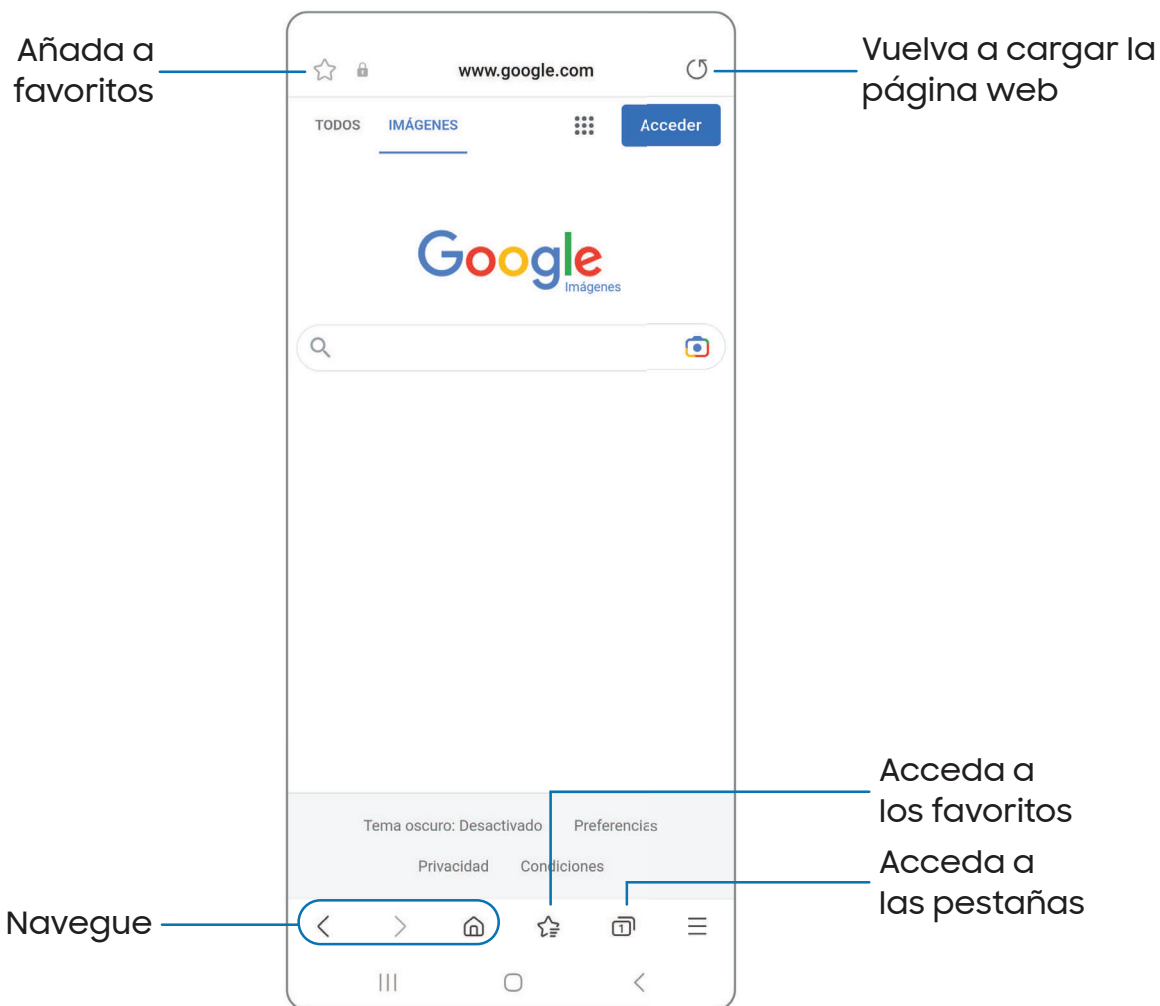 Añada a
favoritos
www.google.com
Vuelva a cargar la
página web
TODOS IMÁGENES Acceder
Google
Imágenes
Acceda a
los favoritos
Tema oscuro: Desactivado Preferencias
Privacidad Condiciones
Acceda a
las pestañas
Navegue
1